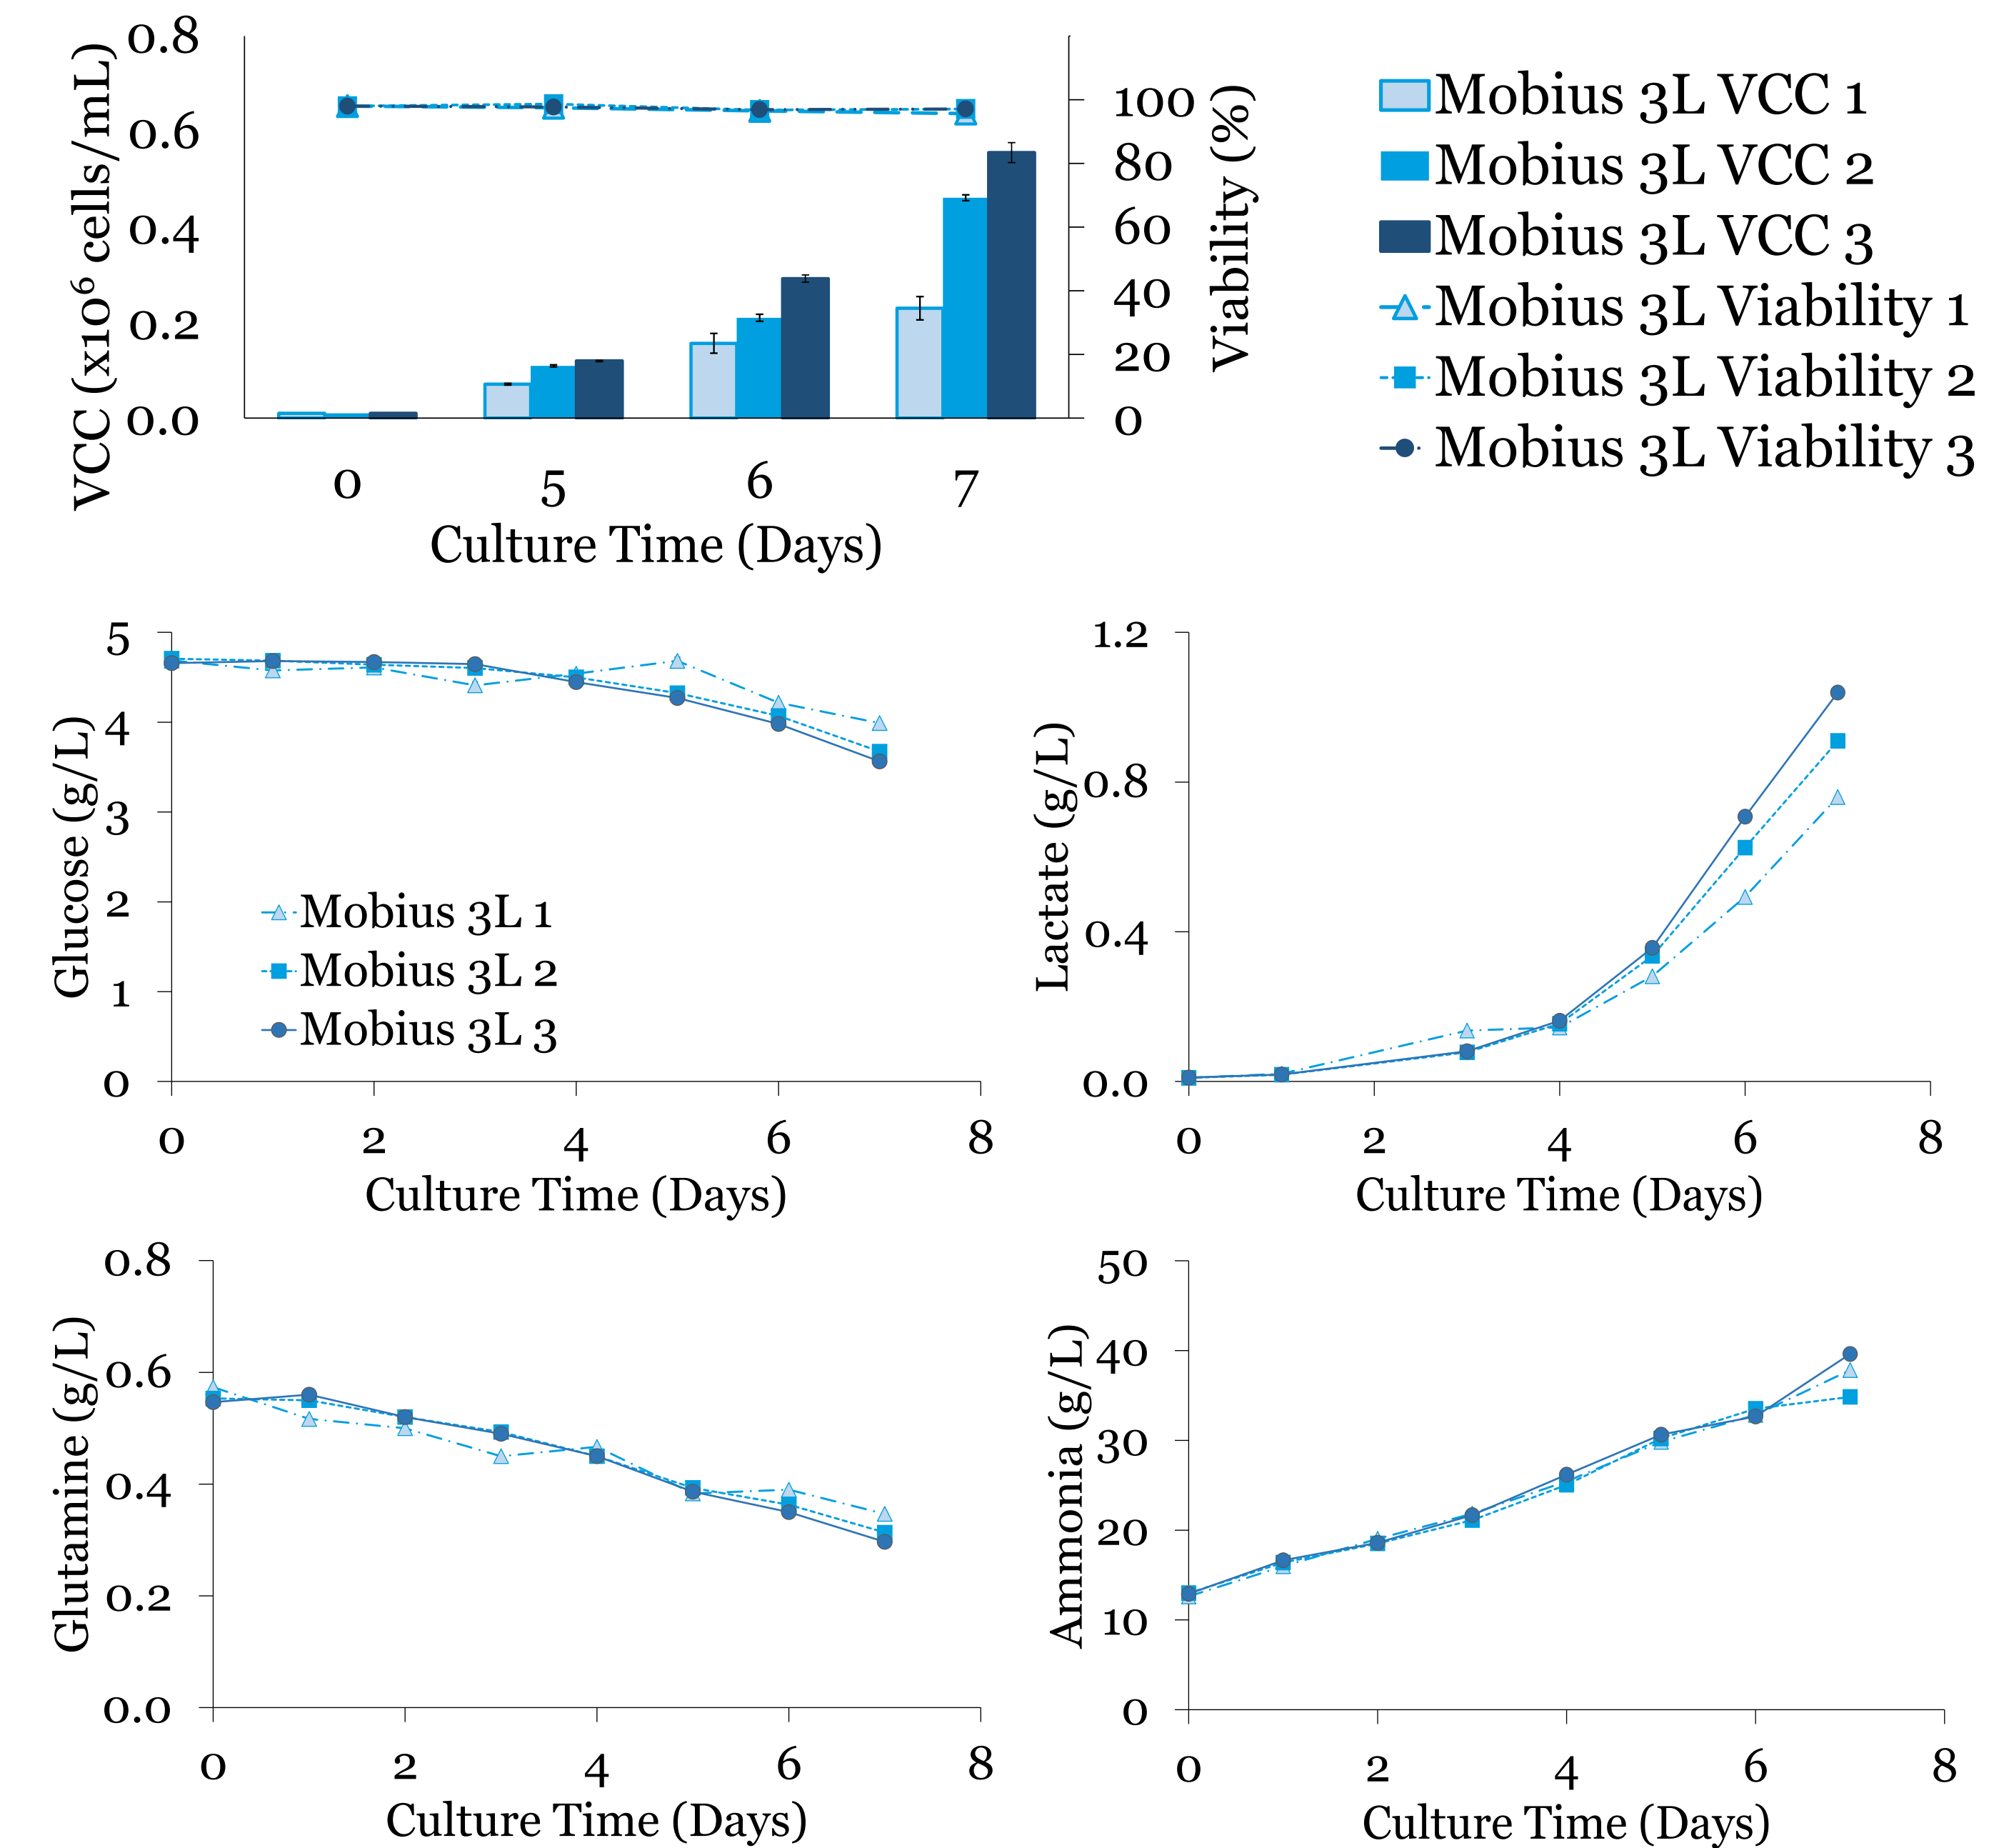 VCC (x10⁶ cells/mL)
0.8
0.6
0.4
0.2
0.0
100
80
60
40
20
0
Viability (%)
0 5 6 7
Culture Time (Days)
Mobius 3L VCC 1
Mobius 3L VCC 2
Mobius 3L VCC 3
Mobius 3L Viability 1
Mobius 3L Viability 2
Mobius 3L Viability 3
Glucose (g/L)
5
4
3
2
1
0
Mobius 3L 1
Mobius 3L 2
Mobius 3L 3
0 2 4 6 8
Culture Time (Days)
Lactate (g/L)
1.2
0.8
0.4
0.0
0 2 4 6 8
Culture Time (Days)
Glutamine (g/L)
0.8
0.6
0.4
0.2
0.0
0 2 4 6 8
Culture Time (Days)
Ammonia (g/L)
50
40
30
20
10
0
0 2 4 6 8
Culture Time (Days)